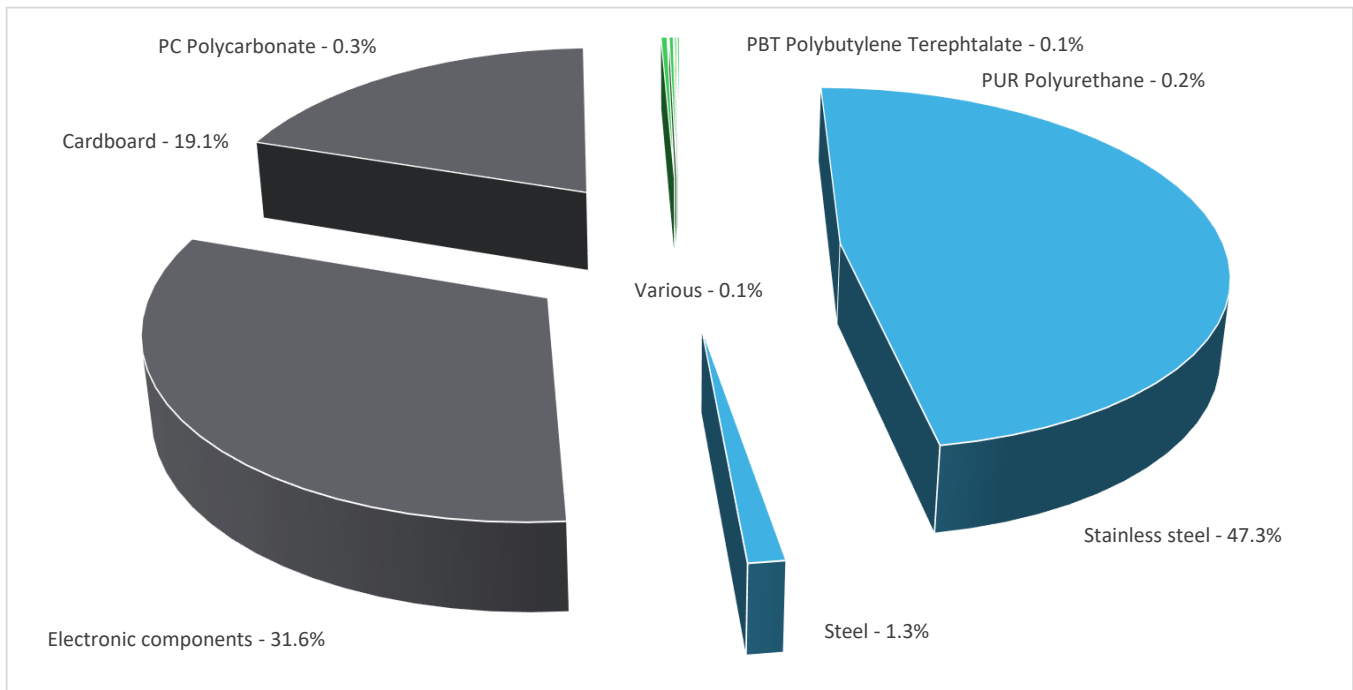 PC Polycarbonate - 0.3%
PBT Polybutylene Terephtalate - 0.1%
PUR Polyurethane - 0.2%
Cardboard - 19.1%
Various - 0.1%
Stainless steel - 47.3%
Electronic components - 31.6%
Steel - 1.3%